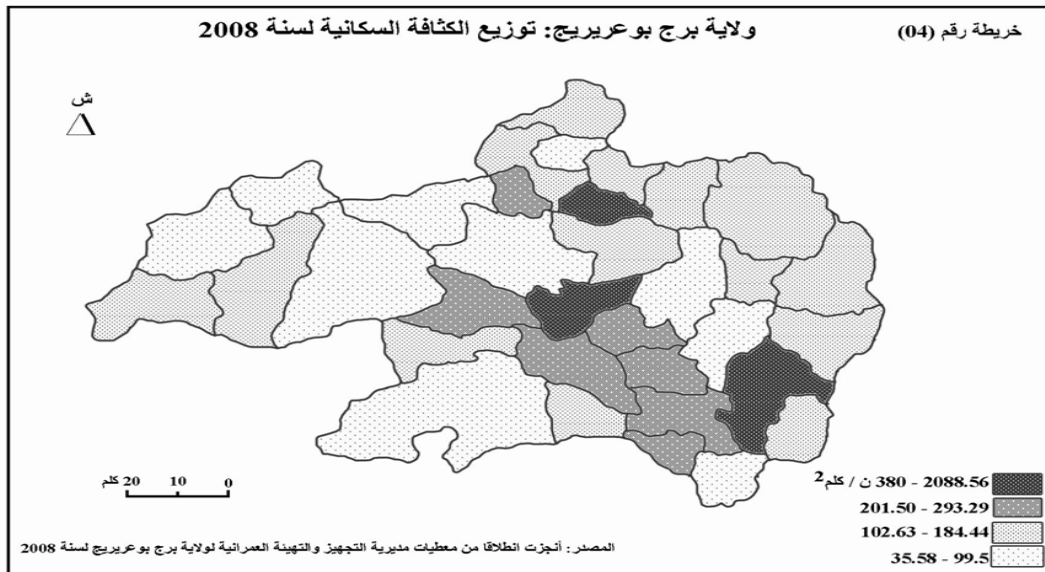 خريطة رقم (04)
ولاية برج بوعريريج: توزيع الكثافة السكانية لسنة 2008
ش
20 10 0 كلم
380 - 2088.56 ن / كلم2
201.50 - 293.29
102.63 - 184.44
35.58 - 99.5
المصدر: أنجزت انطلاقا من معطيات مديرية التجهيز والتهيئة العمرانية لولاية برج بوعريريج لسنة 2008